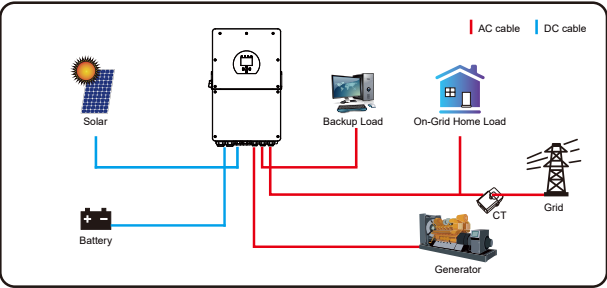 AC cable
DC cable
Solar
Backup Load
On-Grid Home Load
CT
Grid
Battery
Generator